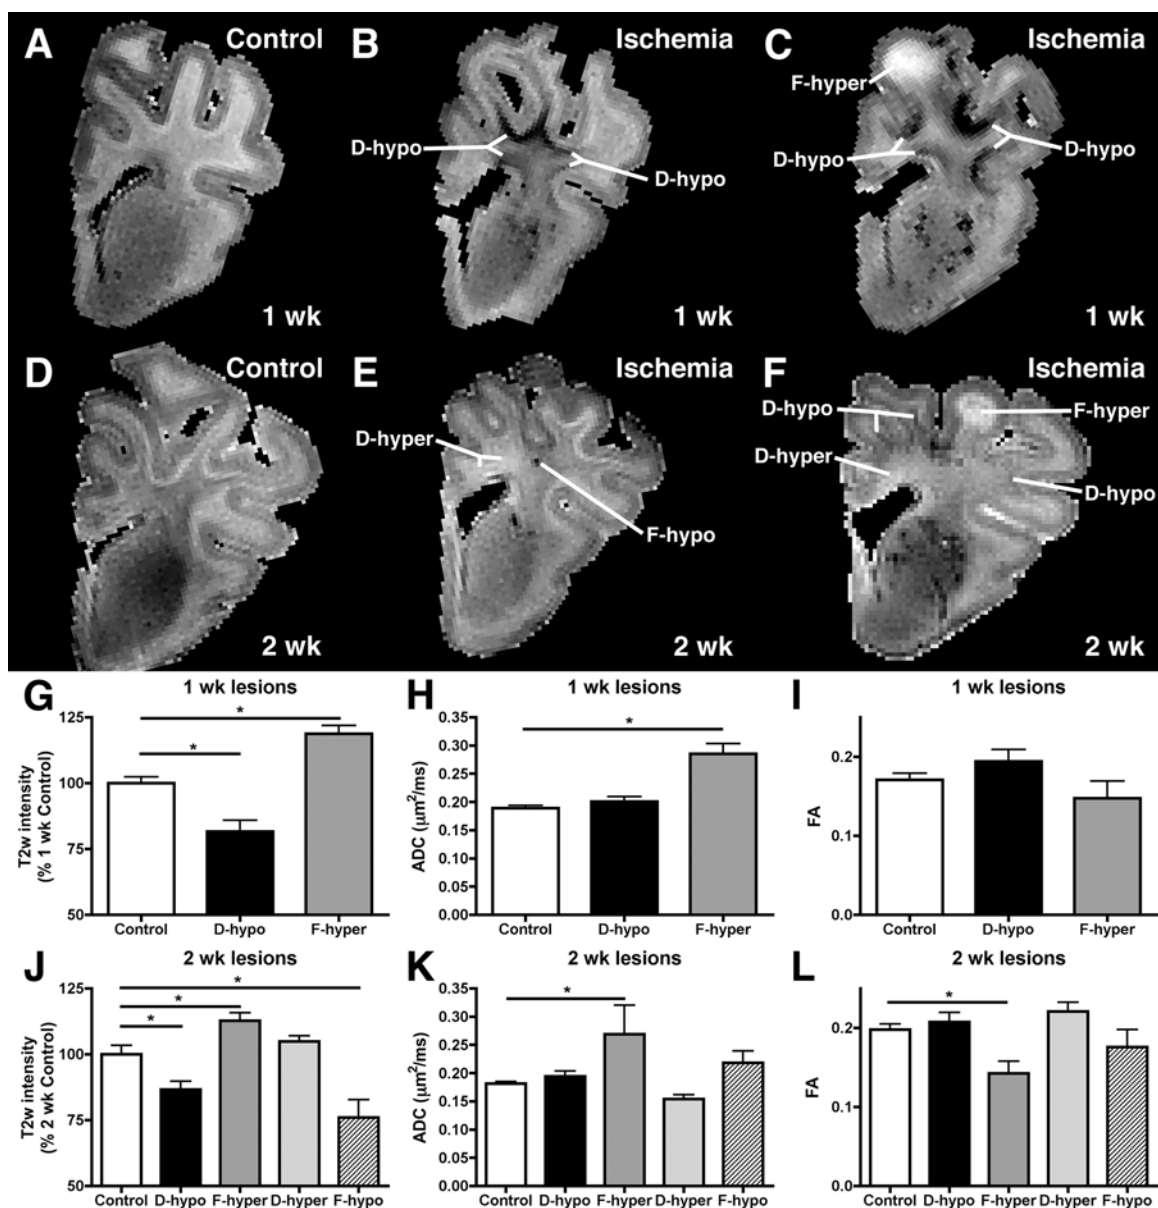 A Control
B Ischemia
C Ischemia
F-hyper
D-hypo
D-hypo
D-hypo
D-hypo
1 wk
1 wk
1 wk
D Control
E Ischemia
F Ischemia
D-hyper
F-hypo
D-hypo
F-hyper
D-hyper
D-hypo
2 wk
2 wk
2 wk
G 1 wk lesions
T2w intensity
(% 1 wk Control)
125
100
75
50
* *
Control D-hypo F-hyper
H 1 wk lesions
ADC (μm²/ms)
0.35
0.30
0.25
0.20
0.15
0.10
0.05
0.00
*
Control D-hypo F-hyper
I 1 wk lesions
FA
0.2
0.1
0.0
Control D-hypo F-hyper
J 2 wk lesions
T2w intensity
(% 2 wk Control)
125
100
75
50
* * *
Control D-hypo F-hyper D-hyper F-hypo
K 2 wk lesions
ADC (μm²/ms)
0.35
0.30
0.25
0.20
0.15
0.10
0.05
0.00
*
Control D-hypo F-hyper D-hyper F-hypo
L 2 wk lesions
FA
0.2
0.1
0.0
*
Control D-hypo F-hyper D-hyper F-hypo